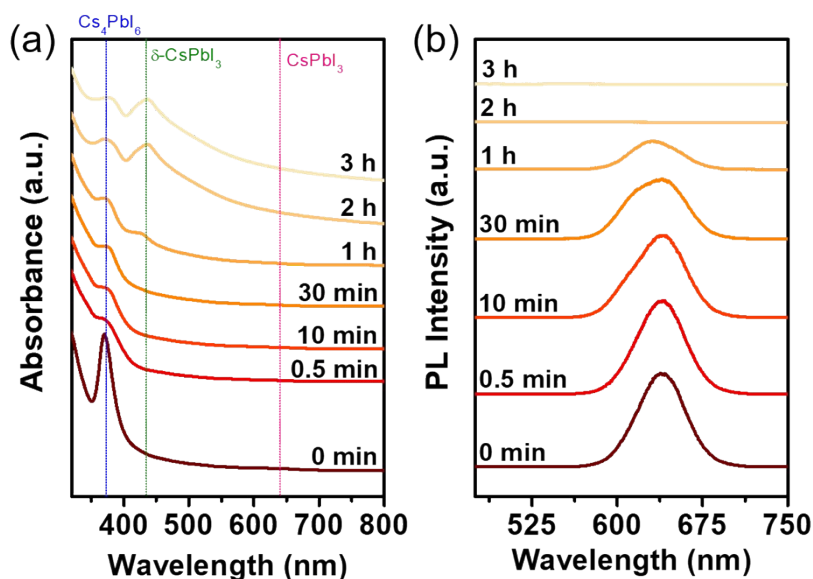 (a)
Cs₄PbI₆
δ-CsPbI₃
CsPbI₃
3 h
2 h
1 h
30 min
10 min
0.5 min
0 min
Absorbance (a.u.)
400 500 600 700 800
Wavelength (nm)
(b)
3 h
2 h
1 h
30 min
10 min
0.5 min
0 min
PL Intensity (a.u.)
525 600 675 750
Wavelength (nm)